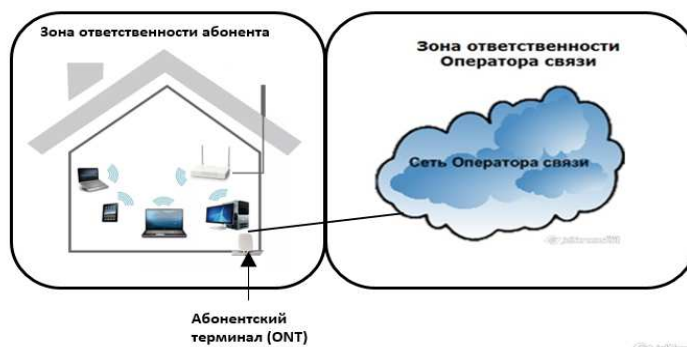 Зона ответственности абонента
Зона ответственности
Оператора связи
Сеть Оператора связи
Абонентский
терминал (ONT)